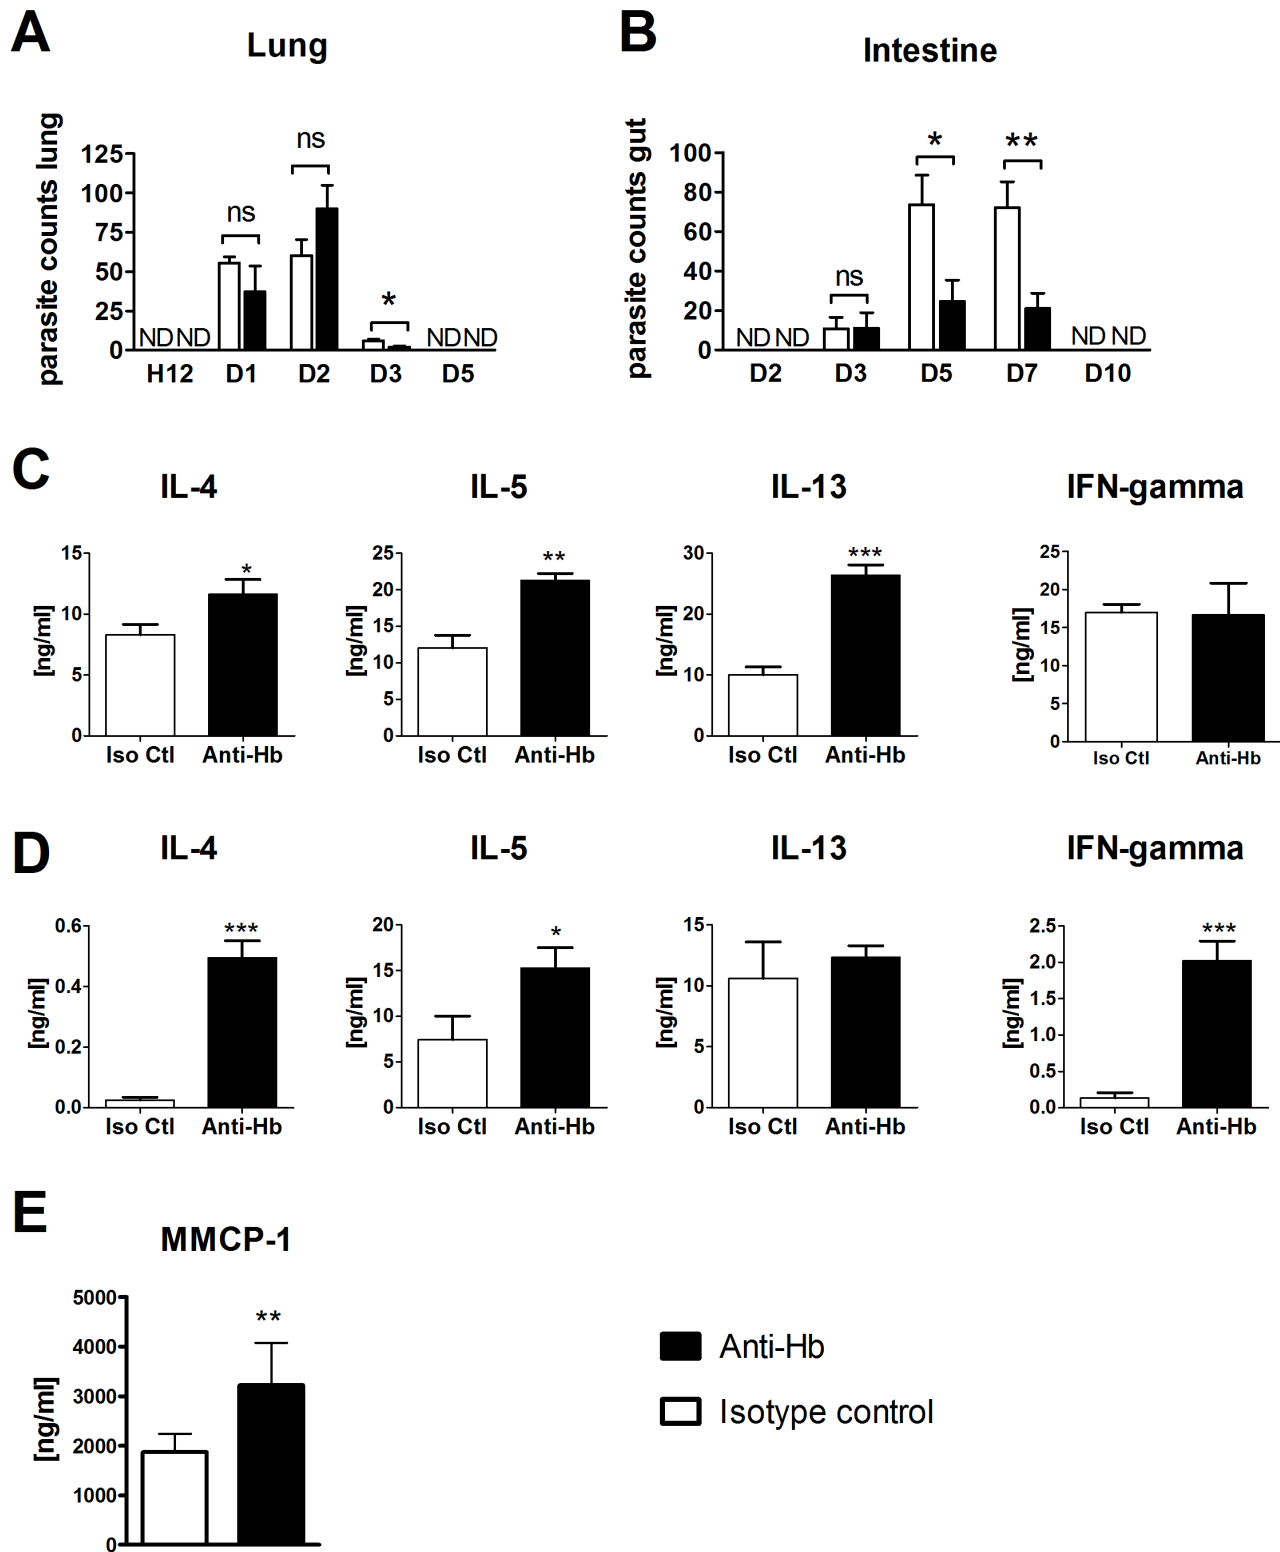 A
Lung
parasite counts lung
125
100
75
50
25
0
ns
ns
*
ND ND
ND ND
H12 D1 D2 D3 D5
B
Intestine
parasite counts gut
100
80
60
40
20
0
ns
*
**
ND ND
ND ND
D2 D3 D5 D7 D10
C
IL-4
[ng/ml]
15
10
5
0
*
Iso Ctl Anti-Hb
IL-5
[ng/ml]
25
20
15
10
5
0
**
Iso Ctl Anti-Hb
IL-13
[ng/ml]
30
20
10
0
***
Iso Ctl Anti-Hb
IFN-gamma
[ng/ml]
25
20
15
10
5
0
Iso Ctl Anti-Hb
D
IL-4
[ng/ml]
0.6
0.4
0.2
0.0
***
Iso Ctl Anti-Hb
IL-5
[ng/ml]
20
15
10
5
0
*
Iso Ctl Anti-Hb
IL-13
[ng/ml]
15
10
5
0
Iso Ctl Anti-Hb
IFN-gamma
[ng/ml]
2.5
2.0
1.5
1.0
0.5
0.0
***
Iso Ctl Anti-Hb
E
MMCP-1
[ng/ml]
5000
4000
3000
2000
1000
0
**
Anti-Hb
Isotype control